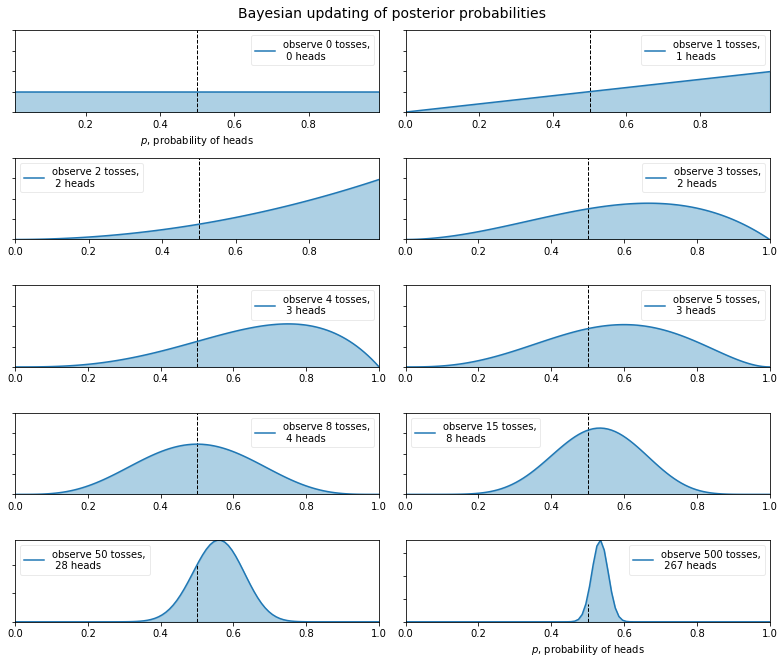 Bayesian updating of posterior probabilities
observe 0 tosses,
0 heads
0.2 0.4 0.6 0.8
p, probability of heads
observe 1 tosses,
1 heads
0.0 0.2 0.4 0.6 0.8
observe 2 tosses,
2 heads
0.0 0.2 0.4 0.6 0.8
observe 3 tosses,
2 heads
0.0 0.2 0.4 0.6 0.8 1.0
observe 4 tosses,
3 heads
0.0 0.2 0.4 0.6 0.8 1.0
observe 5 tosses,
3 heads
0.0 0.2 0.4 0.6 0.8 1.0
observe 8 tosses,
4 heads
0.0 0.2 0.4 0.6 0.8 1.0
observe 15 tosses,
8 heads
0.0 0.2 0.4 0.6 0.8 1.0
observe 50 tosses,
28 heads
0.0 0.2 0.4 0.6 0.8 1.0
observe 500 tosses,
267 heads
0.0 0.2 0.4 0.6 0.8 1.0
p, probability of heads